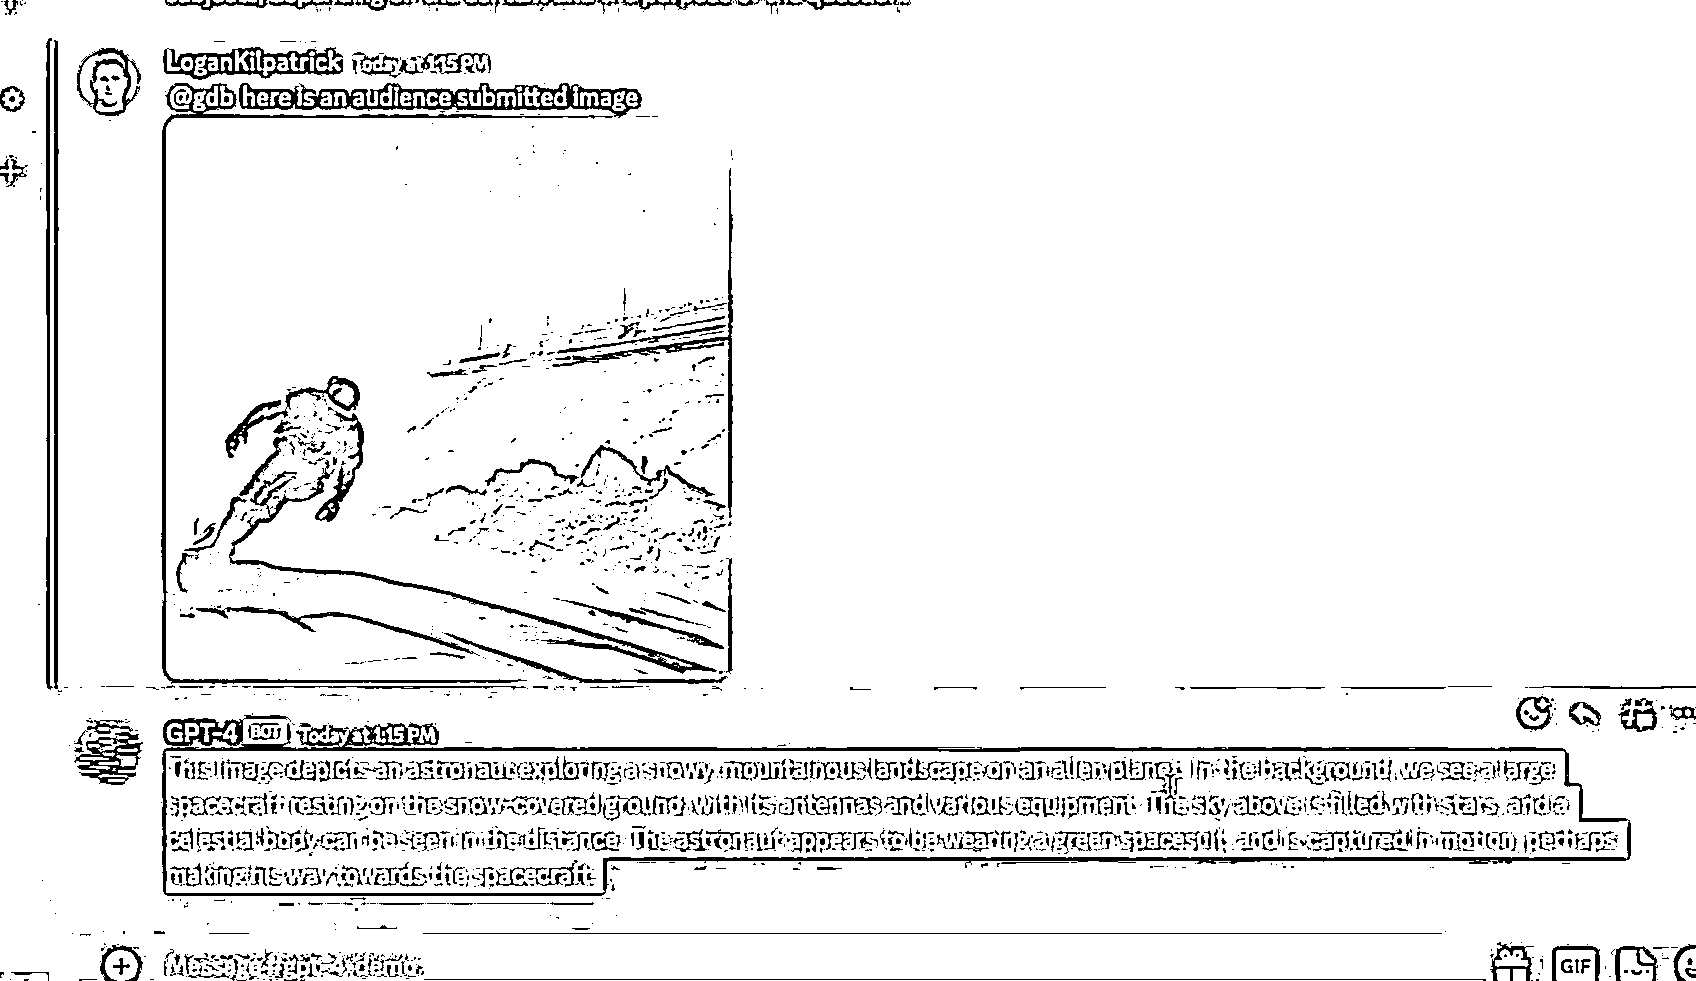 LoganKilpatrick Today at 1:15 PM
@gdb here is an audience submitted image
GPT-4 BOT Today at 1:15 PM
This image depicts an astronaut exploring a snowy, mountainous landscape on an alien planet. In the background, we see a large
spacecraft resting on the snow-covered ground, with its antennas and various equipment. The sky above is filled with stars, and a
celestial body can be seen in the distance. The astronaut appears to be wearing a green spacesuit, and is captured in motion, perhaps
making his way towards the spacecraft.
Message #gpt-4-demo
GIF